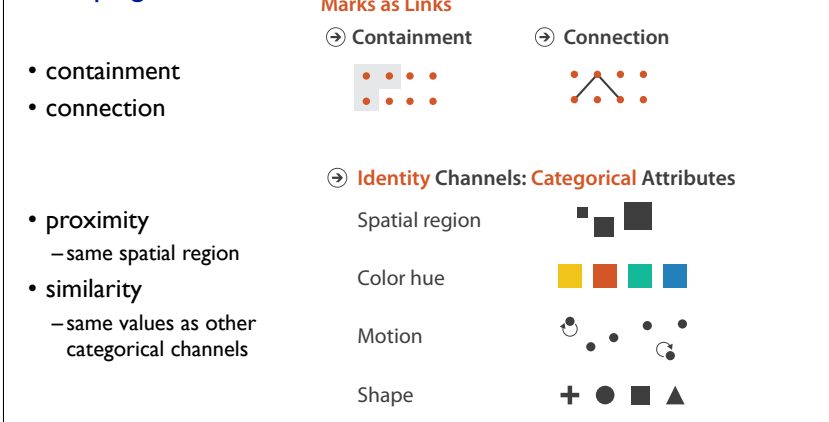 Marks as Links
Containment
Connection
• containment
• connection
Identity Channels: Categorical Attributes
• proximity
– same spatial region
• similarity
– same values as other
categorical channels
Spatial region
Color hue
Motion
Shape